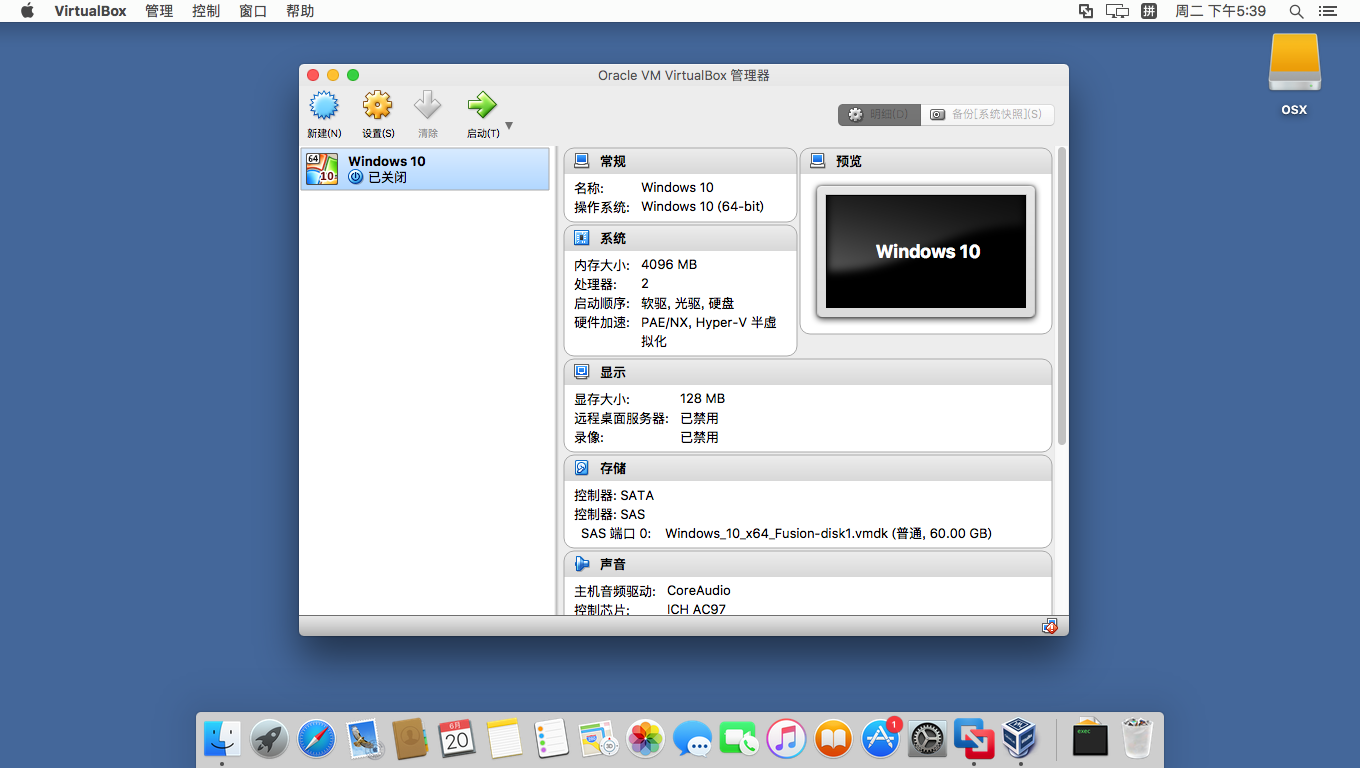 VirtualBox 管理 控制 窗口 帮助 拼 周二 下午5:39
OSX
Oracle VM VirtualBox 管理器
新建(N) 设置(S) 清除 启动(T) 明细(D) 备份[系统快照](S)
64
10
Windows 10
已关闭
常规
名称: Windows 10
操作系统: Windows 10 (64-bit)
系统
内存大小: 4096 MB
处理器: 2
启动顺序: 软驱, 光驱, 硬盘
硬件加速: PAE/NX, Hyper-V 半虚
拟化
预览
Windows 10
显示
显存大小: 128 MB
远程桌面服务器: 已禁用
录像: 已禁用
存储
控制器: SATA
控制器: SAS
SAS 端口 0: Windows_10_x64_Fusion-disk1.vmdk (普通, 60.00 GB)
声音
主机音频驱动: CoreAudio
控制芯片: ICH AC97
6月
20
3D
1
exec